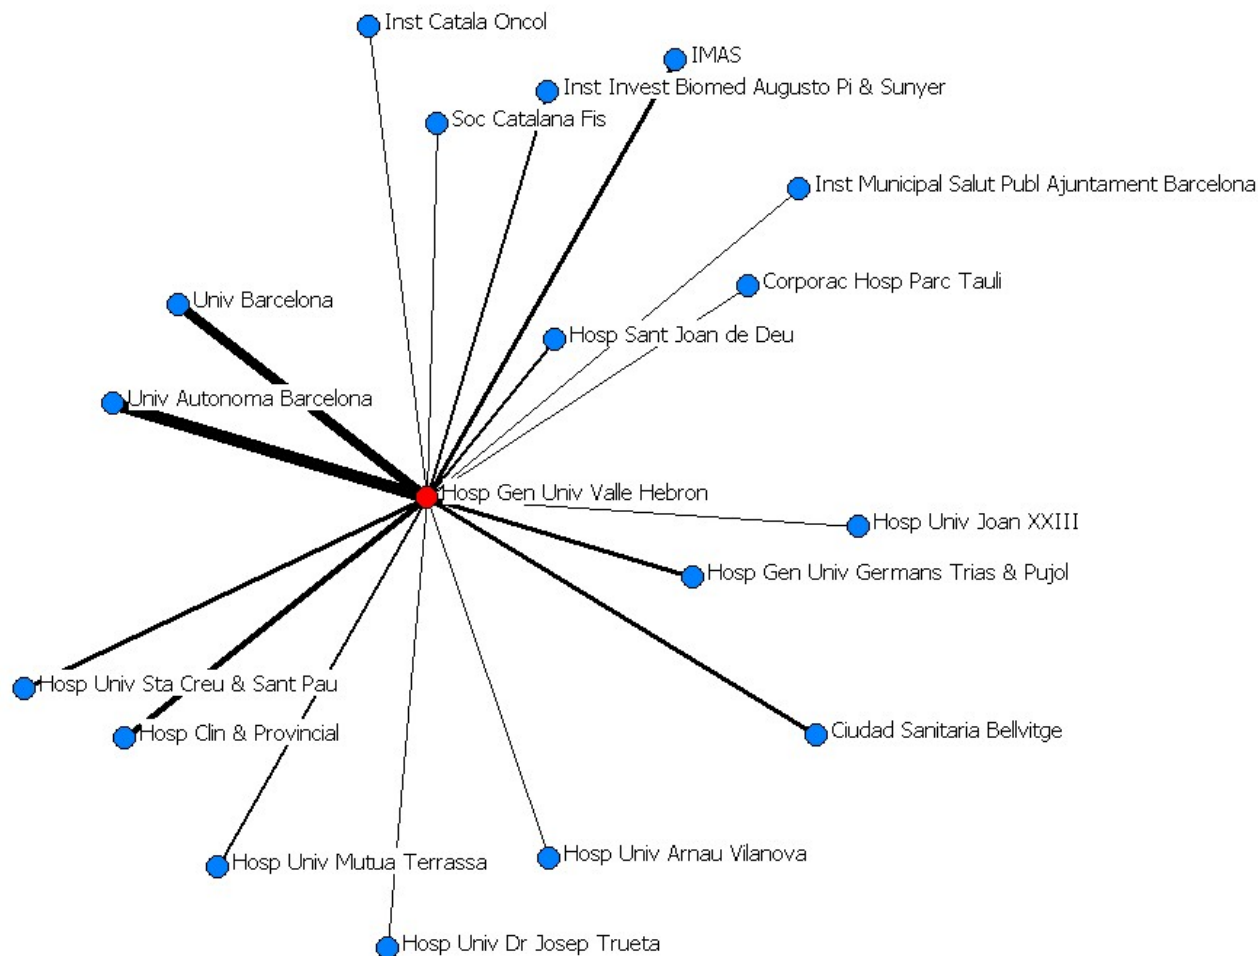 Inst Catala Oncol
IMAS
Inst Invest Biomed Augusto Pi & Sunyer
Soc Catalana Fis
Inst Municipal Salut Publ Ajuntament Barcelona
Corporac Hosp Parc Tauli
Univ Barcelona
Hosp Sant Joan de Deu
Univ Autonoma Barcelona
Hosp Gen Univ Valle Hebron
Hosp Univ Joan XXIII
Hosp Gen Univ Germans Trias & Pujol
Hosp Univ Sta Creu & Sant Pau
Hosp Clin & Provincial
Ciudad Sanitaria Bellvitge
Hosp Univ Arnau Vilanova
Hosp Univ Mutua Terrassa
Hosp Univ Dr Josep Trueta